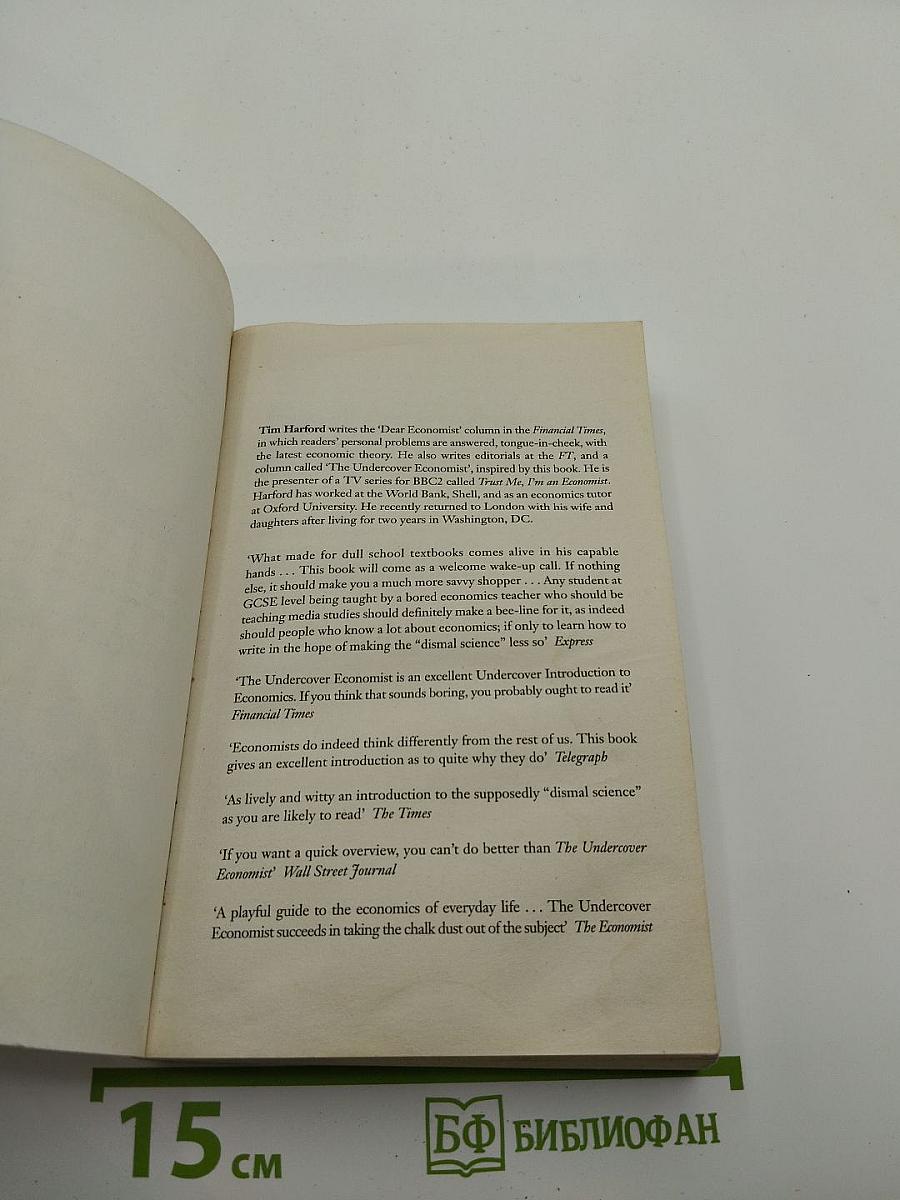 Tim Harford writes the ‘Dear Economist’ column in the Financial Times,
in which readers’ personal problems are answered, tongue-in-cheek, with
the latest economic theory. He also writes editorials at the FT, and a
column called ‘The Undercover Economist’, inspired by this book. He is
the presenter of a TV series for BBC2 called Trust Me, I’m an Economist.
Harford has worked at the World Bank, Shell, and as an economics tutor
at Oxford University. He recently returned to London with his wife and
daughters after living for two years in Washington, DC.
‘What made for dull school textbooks comes alive in his capable
hands . . . This book will come as a welcome wake-up call. If nothing
else, it should make you a much more savvy shopper . . . Any student at
GCSE level being taught by a bored economics teacher who should be
teaching media studies should definitely make a bee-line for it, as indeed
should people who know a lot about economics; if only to learn how to
write in the hope of making the “dismal science” less so’ Express
‘The Undercover Economist is an excellent Undercover Introduction to
Economics. If you think that sounds boring, you probably ought to read it’
Financial Times
‘Economists do indeed think differently from the rest of us. This book
gives an excellent introduction as to quite why they do’ Telegraph
‘As lively and witty an introduction to the supposedly “dismal science”
as you are likely to read’ The Times
‘If you want a quick overview, you can’t do better than The Undercover
Economist’ Wall Street Journal
‘A playful guide to the economics of everyday life . . . The Undercover
Economist succeeds in taking the chalk dust out of the subject’ The Economist
15 см
БФ БИБЛИОФАН